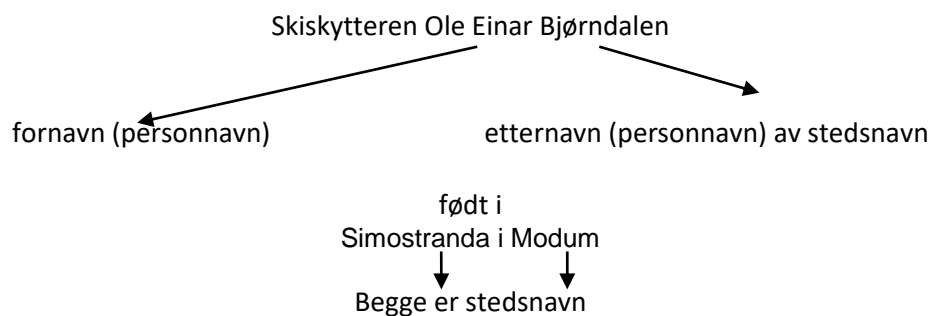 Skiskytteren Ole Einar Bjørndalen
fornavn (personnavn)
etternavn (personnavn) av stedsnavn
født i
Simostranda i Modum
Begge er stedsnavn